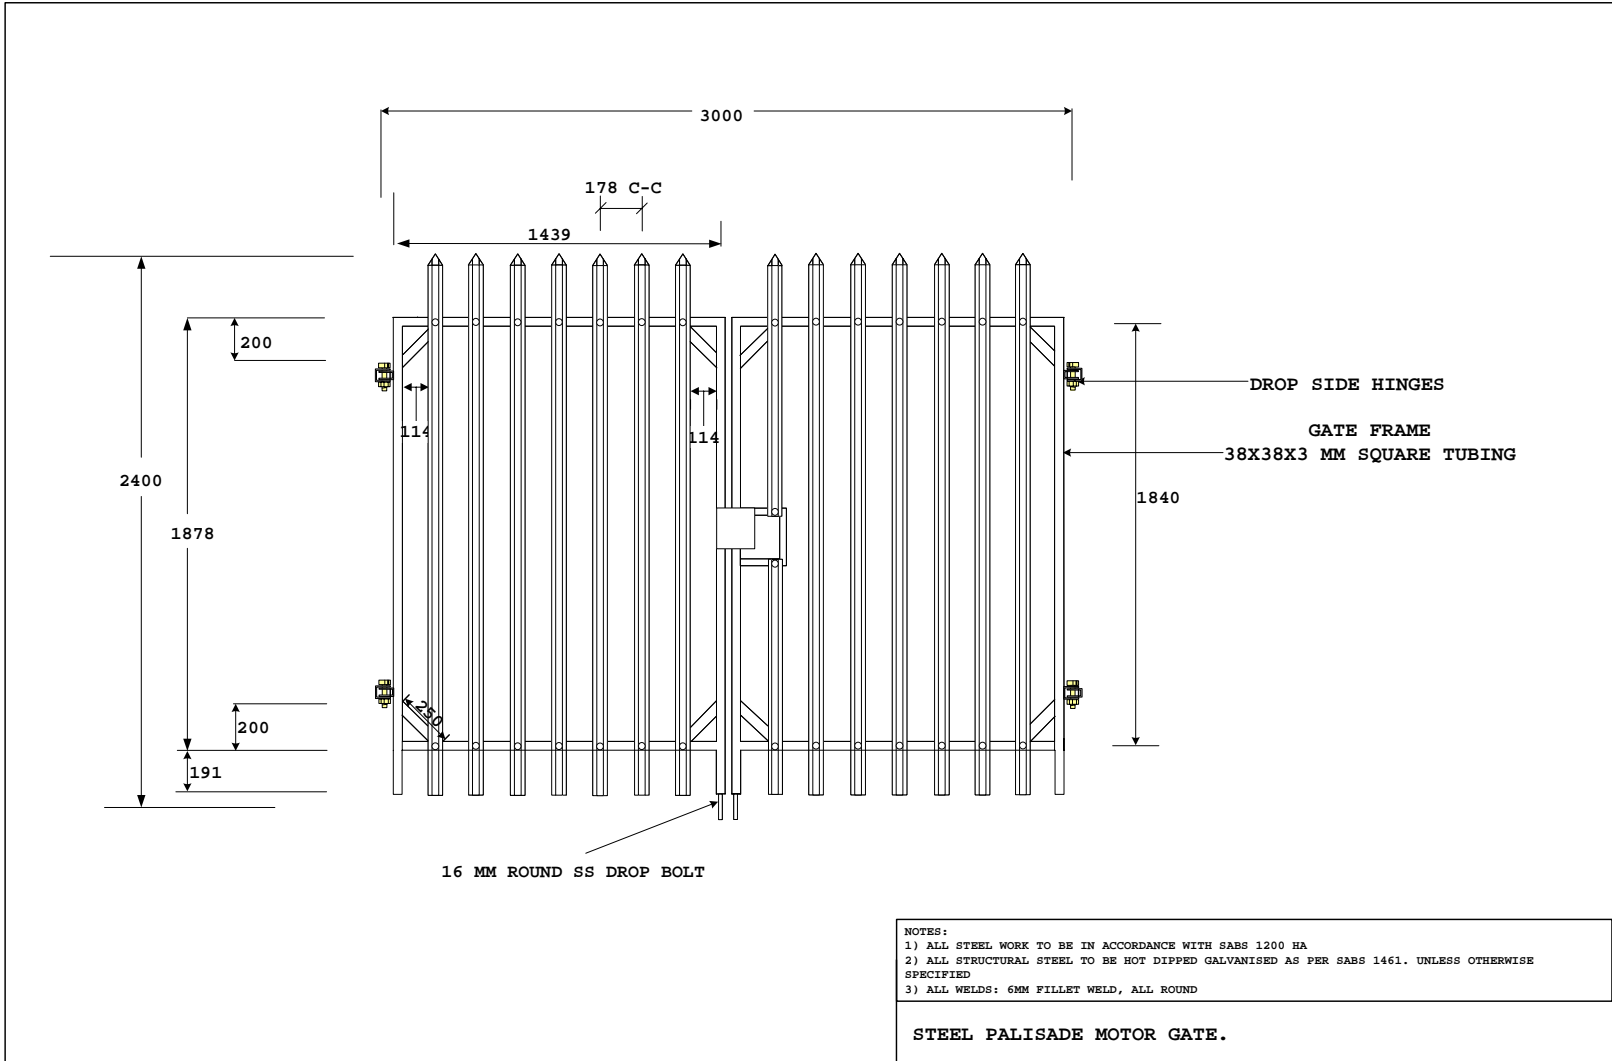 3000
178 C-C
1439
200
114
114
DROP SIDE HINGES
GATE FRAME
38X38X3 MM SQUARE TUBING
2400
1840
1878
250
200
191
16 MM ROUND SS DROP BOLT
NOTES:
1) ALL STEEL WORK TO BE IN ACCORDANCE WITH SABS 1200 HA
2) ALL STRUCTURAL STEEL TO BE HOT DIPPED GALVANISED AS PER SABS 1461. UNLESS OTHERWISE
SPECIFIED
3) ALL WELDS: 6MM FILLET WELD, ALL ROUND
STEEL PALISADE MOTOR GATE.